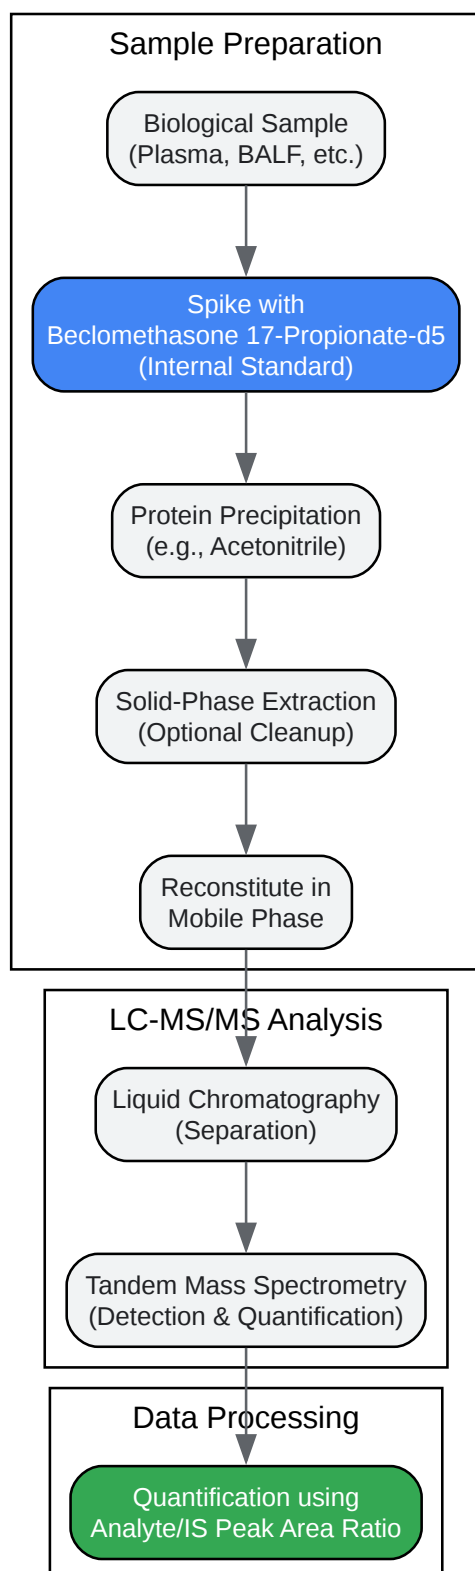 Sample Preparation
Biological Sample
(Plasma, BALF, etc.)
Spike with
Beclomethasone 17-Propionate-d5
(Internal Standard)
Protein Precipitation
(e.g., Acetonitrile)
Solid-Phase Extraction
(Optional Cleanup)
Reconstitute in
Mobile Phase
LC-MS/MS Analysis
Liquid Chromatography
(Separation)
Tandem Mass Spectrometry
(Detection & Quantification)
Data Processing
Quantification using
Analyte/IS Peak Area Ratio